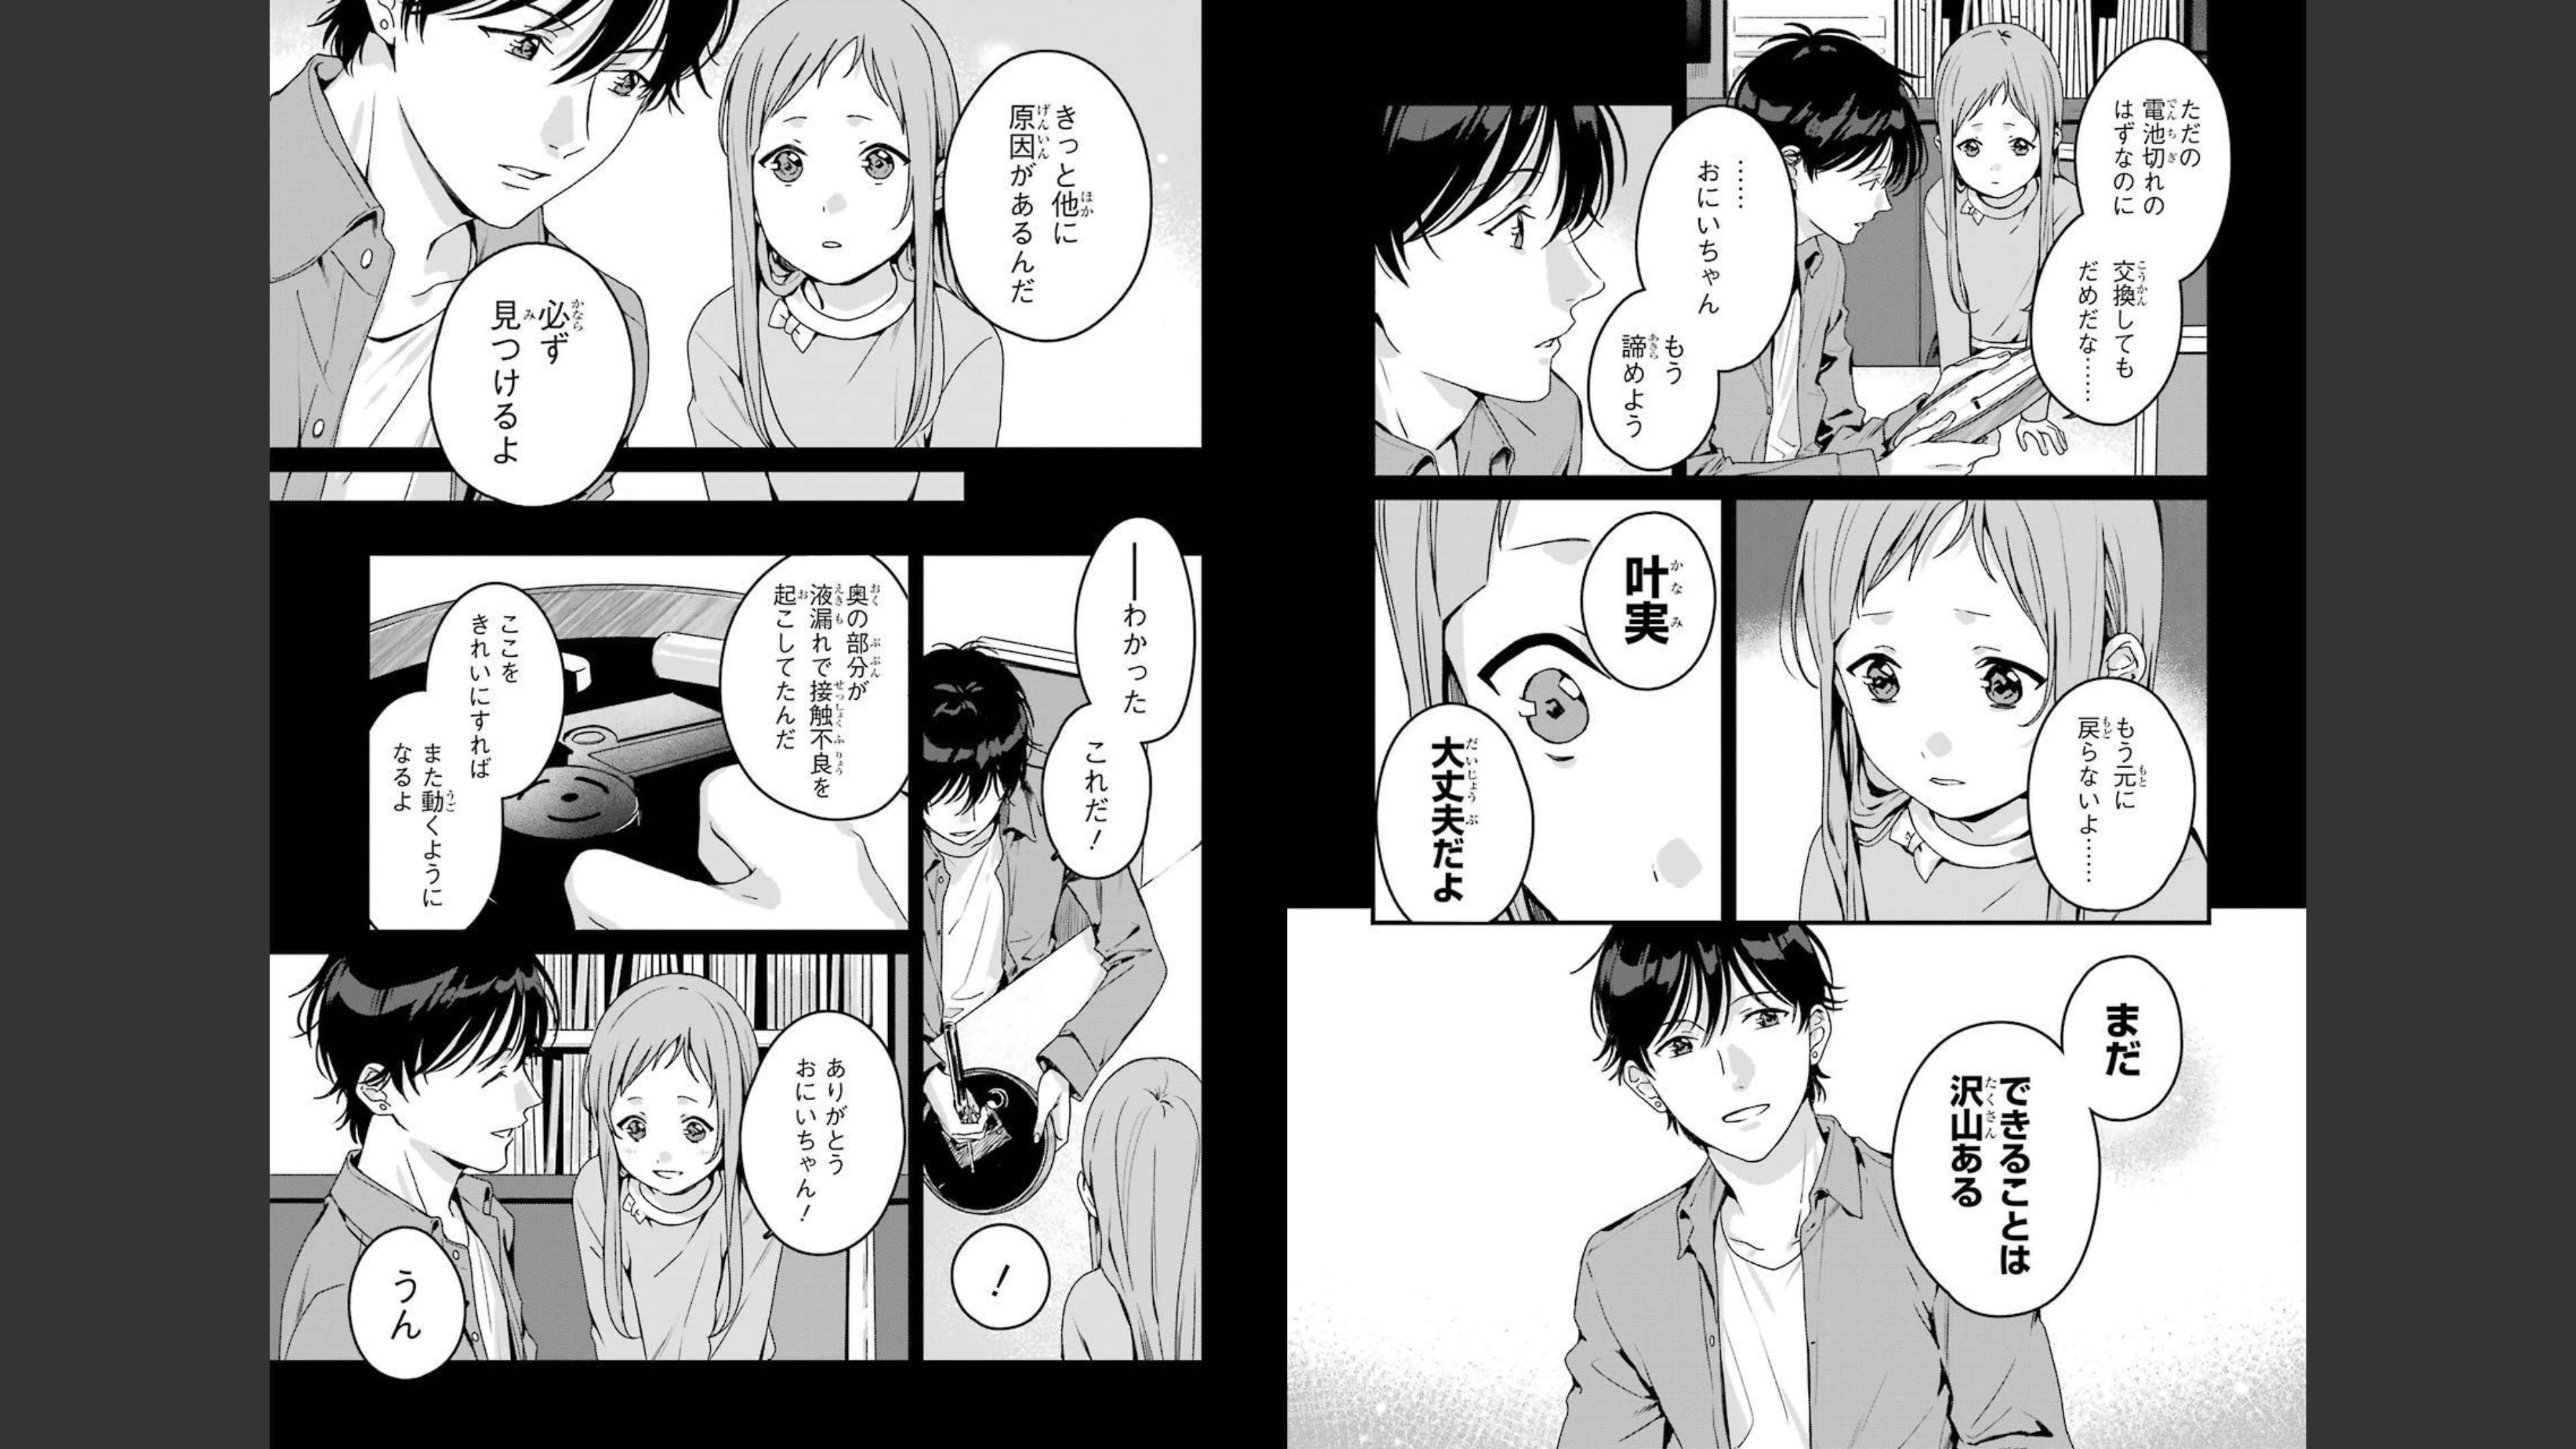 ただの
電池切れの
はずなのに
交換しても
だめだな……
……
おにいちゃん
もう
諦めよう
もう元に
戻らないよ……
叶実
大丈夫だよ
まだ
できることは
沢山ある
きっと他に
原因があるんだ
必ず
見つけるよ
―わかった
これだ！
！
奥の部分が
液漏れで接触不良を
起こしてたんだ
ここを
きれいにすれば
また動くように
なるよ
ありがとう
おにいちゃん！
うん